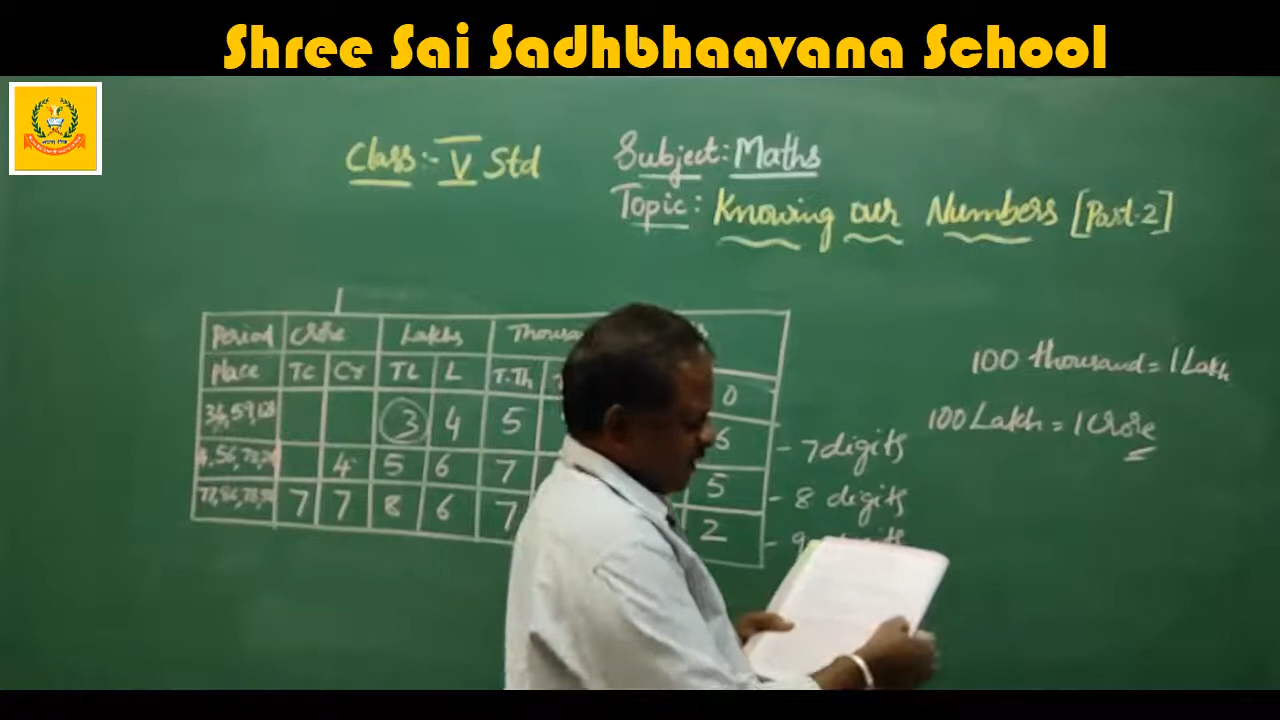 Shree Sai Sadhbhaavana School
Class:- V Std
Subject: Maths
Topic: Knowing our Numbers [Part-2]
Period Crore Lakhs
Place TC Cr TL L T.Th O
3 4 5 6 - 7 digits
4 5 6 7 5 - 8 digits
7 7 8 6 7 2
100 thousand = 1 Lakh
100 Lakh = 1 Crore